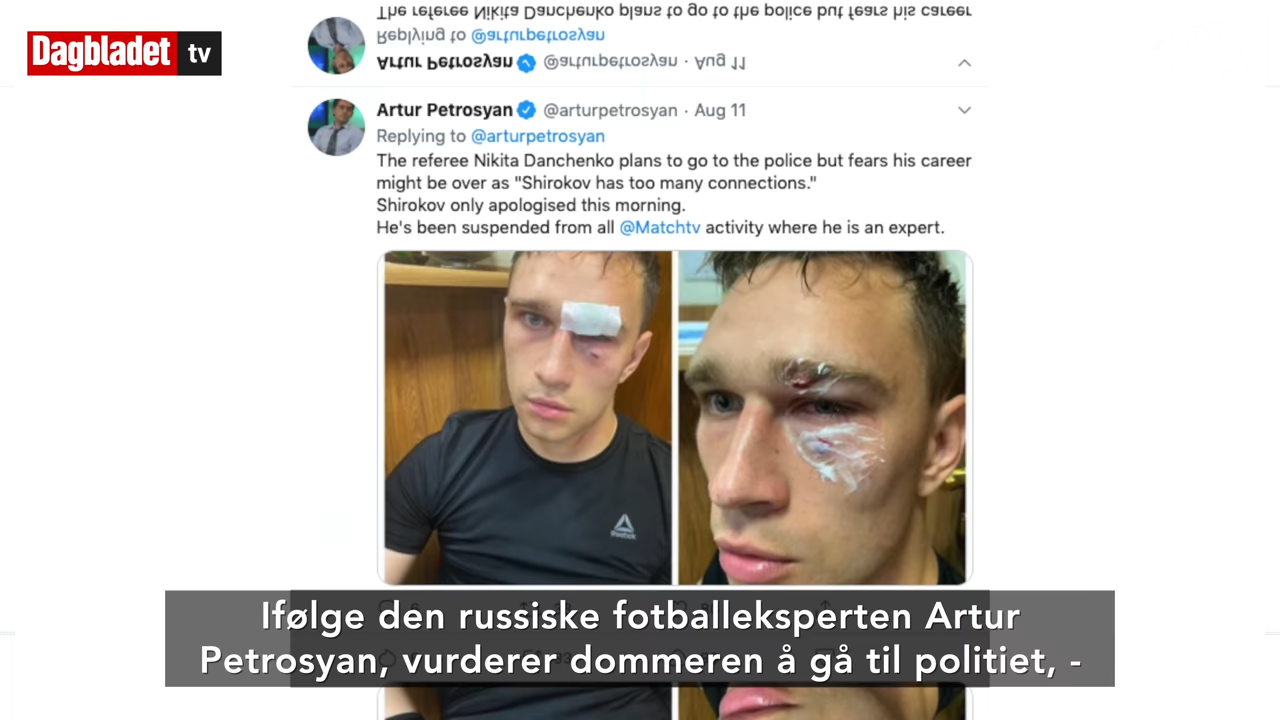 Dagbladet tv
The referee Nikita Danchenko plans to go to the police but fears his career
Replying to @arturpetrosyan
Artur Petrosyan @arturpetrosyan · Aug 11
Artur Petrosyan @arturpetrosyan · Aug 11
Replying to @arturpetrosyan
The referee Nikita Danchenko plans to go to the police but fears his career
might be over as "Shirokov has too many connections."
Shirokov only apologised this morning.
He's been suspended from all @Matchtv activity where he is an expert.
Reebok
Ifølge den russiske fotballeksperten Artur
Petrosyan, vurderer dommeren å gå til politiet, -